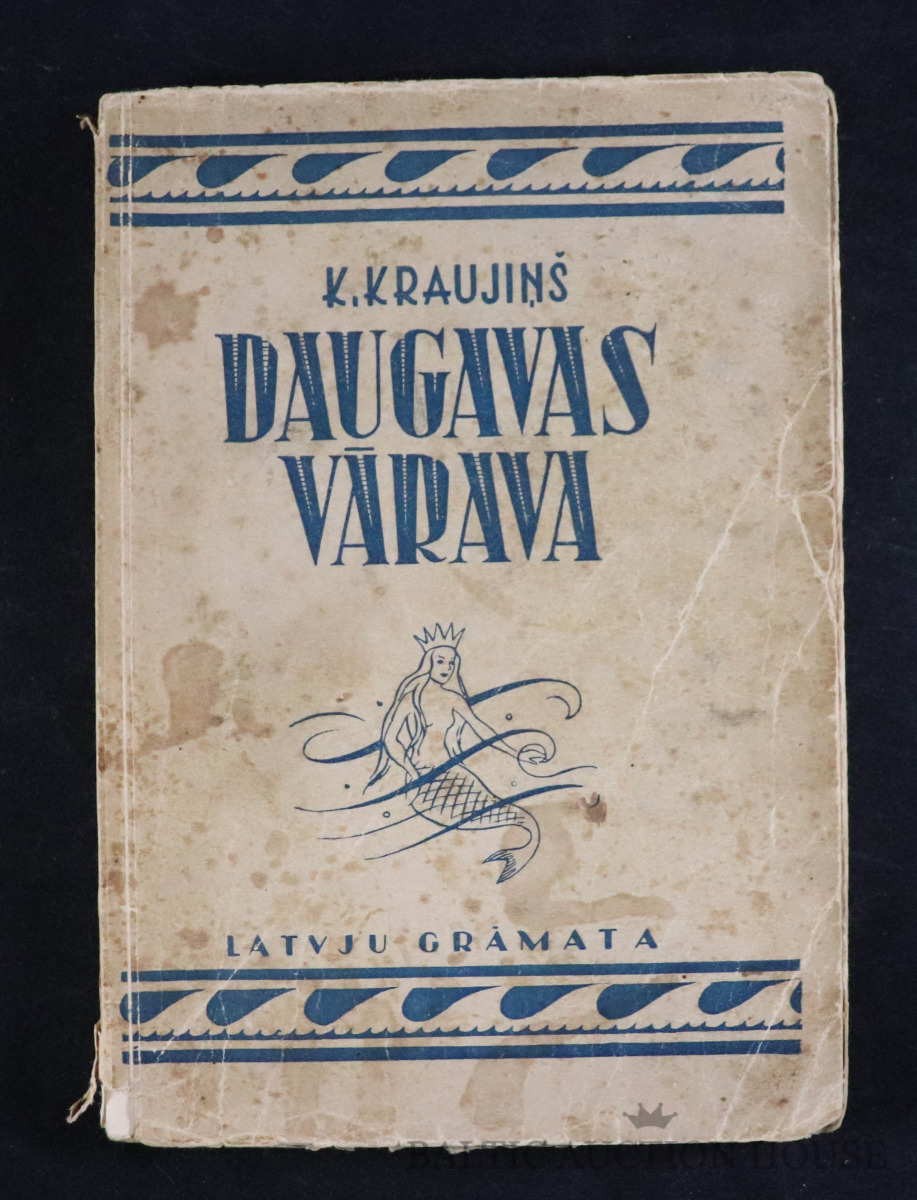 K. KRAUJIŅŠ
DAUGAVAS
VĀRAVA
LATVJU GRĀMATA
BALTIC AUCTION HOUSE